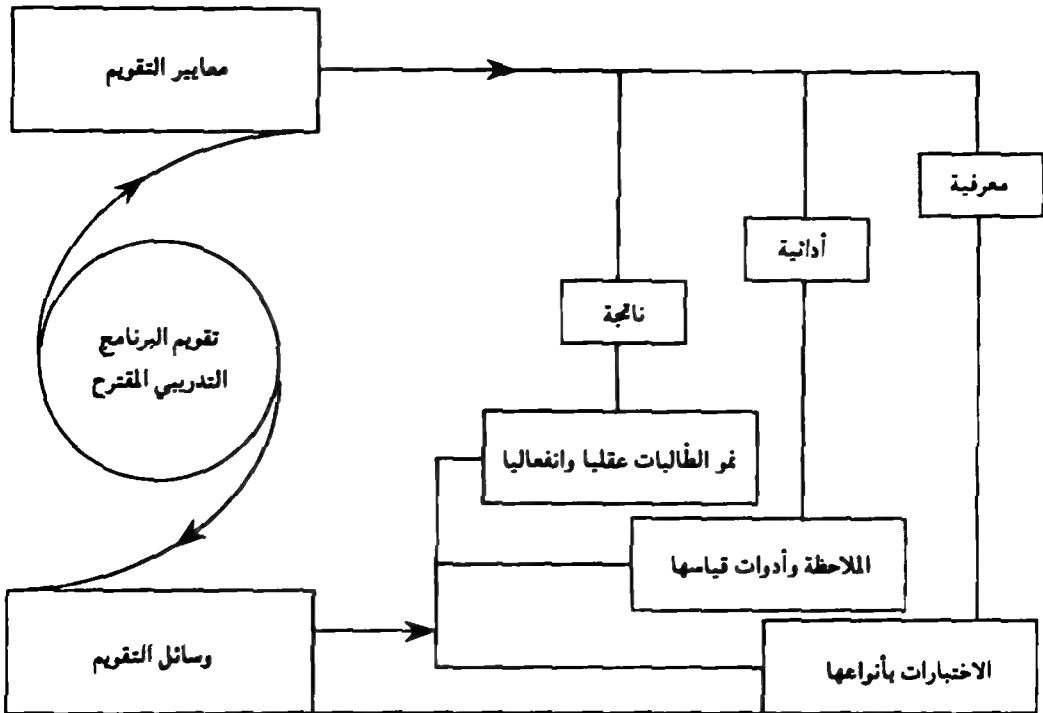 معايير التقويم
معرفية
أدائية
ناتجة
تقويم البرنامج
التدريبي المقترح
نمو الطالبات عقليا وانفعاليا
الملاحظة وأدوات قياسها
وسائل التقويم
الاختبارات بأنواعها